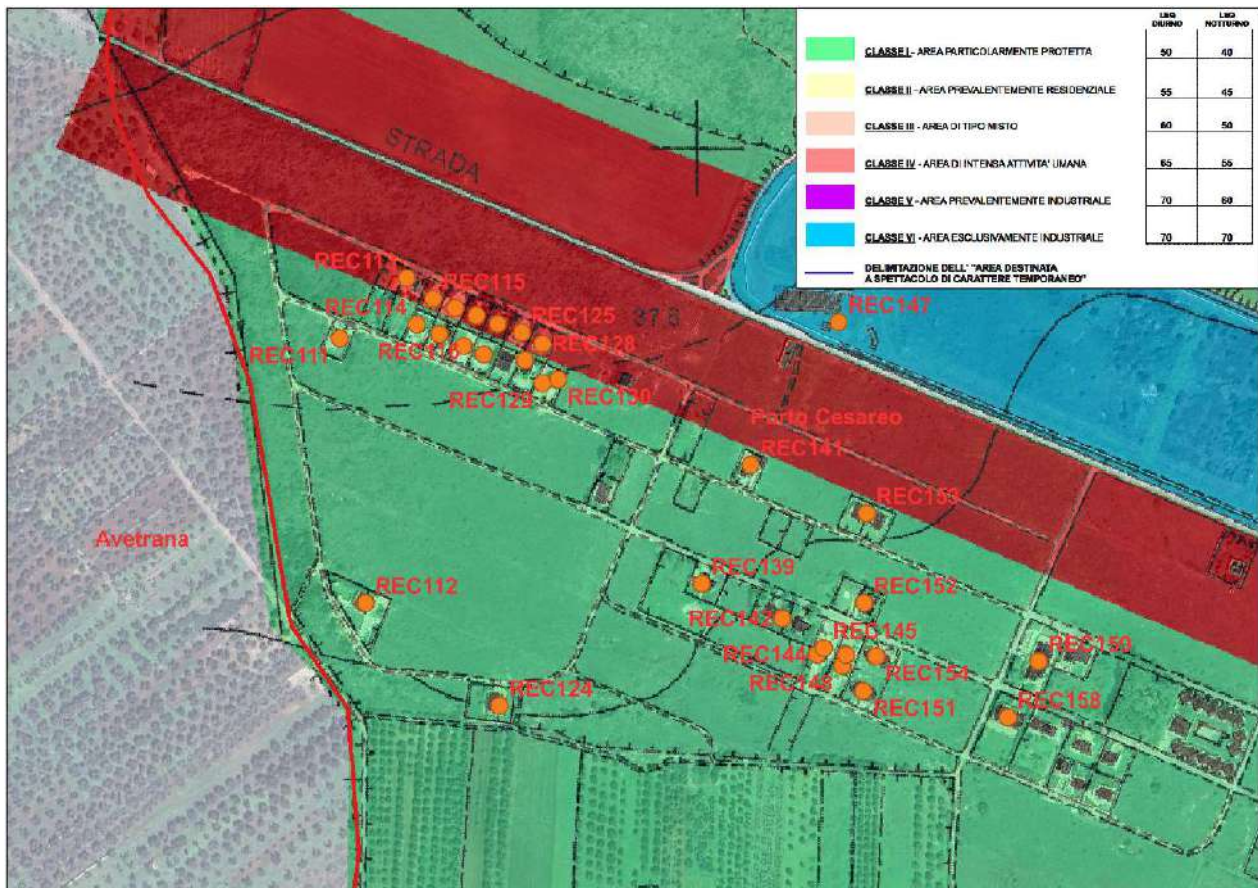 LEQ DIURNO
LEQ NOTTURNO
CLASSE I - AREA PARTICOLARMENTE PROTETTA 50 40
CLASSE II - AREA PREVALENTEMENTE RESIDENZIALE 55 45
CLASSE III - AREA DI TIPO MISTO 60 50
CLASSE IV - AREA DI INTENSA ATTIVITA' UMANA 65 55
CLASSE V - AREA PREVALENTEMENTE INDUSTRIALE 70 60
CLASSE VI - AREA ESCLUSIVAMENTE INDUSTRIALE 70 70
DELIMITAZIONE DELL' "AREA DESTINATA
A SPETTACOLO DI CARATTERE TEMPORANEO"
STRADA
REC115
REC114
REC147
REC125
37.8
REC128
REC111
REC129
REC130
Porto Cesareo
REC141
REC153
Avetrana
REC139
REC112
REC152
REC142
REC145
REC144
REC154
REC148
REC150
REC124
REC151
REC158